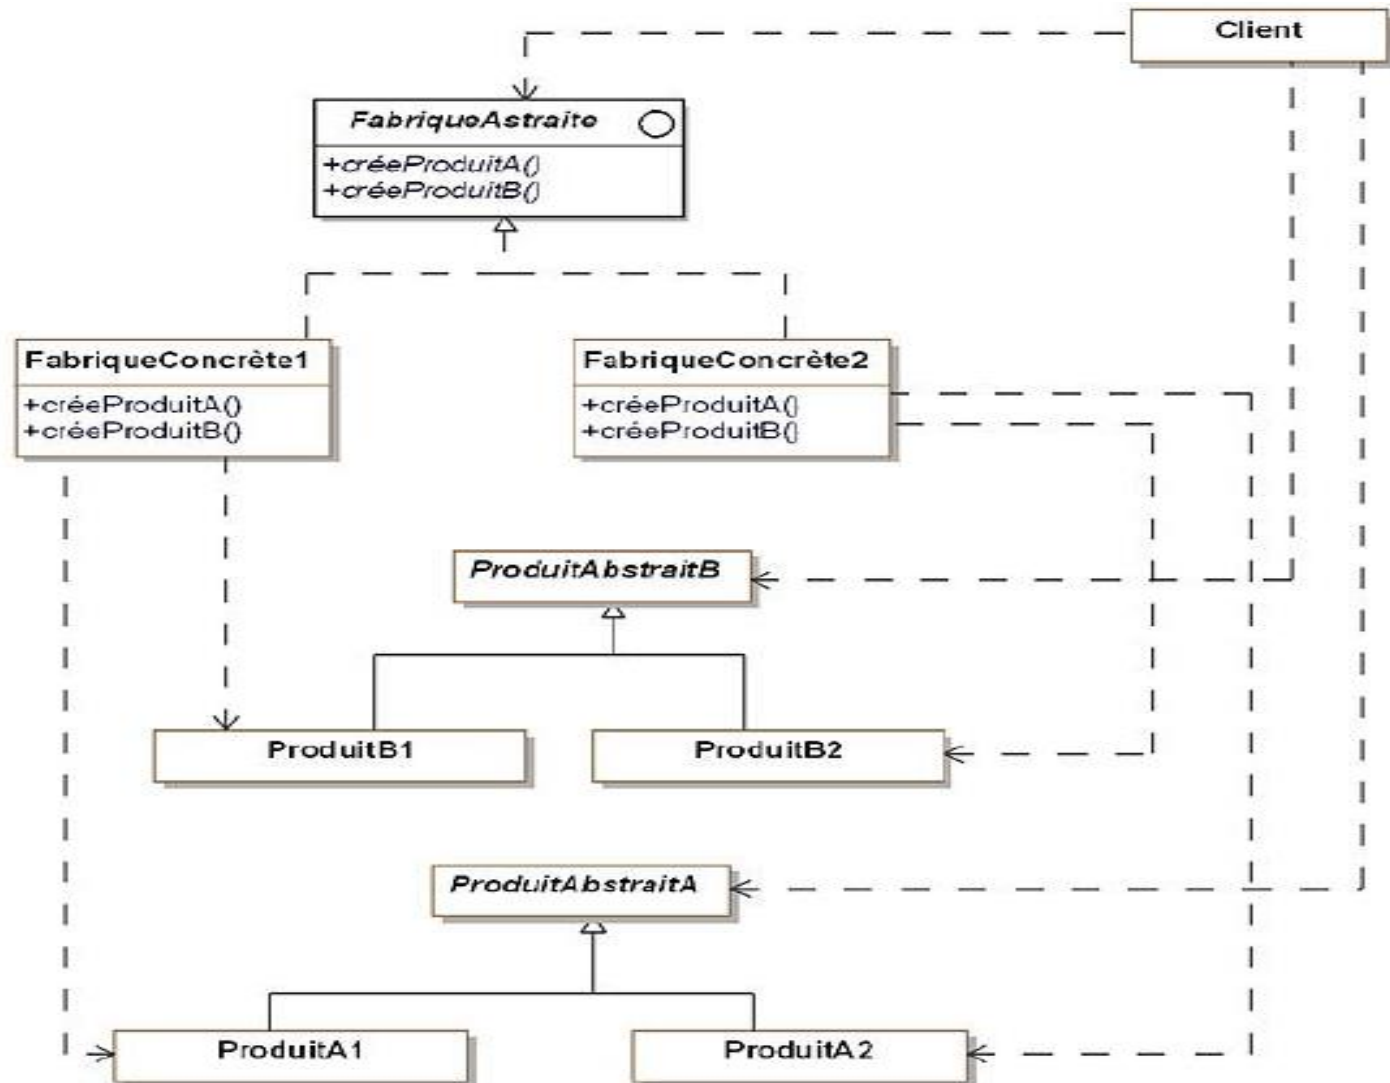 Client
FabriqueAstraite
+créeProduitA()
+créeProduitB()
FabriqueConcrète1
+créeProduitA()
+créeProduitB()
FabriqueConcrète2
+créeProduitA()
+créeProduitB()
ProduitAbstraitB
ProduitB1
ProduitB2
ProduitAbstraitA
ProduitA1
ProduitA2